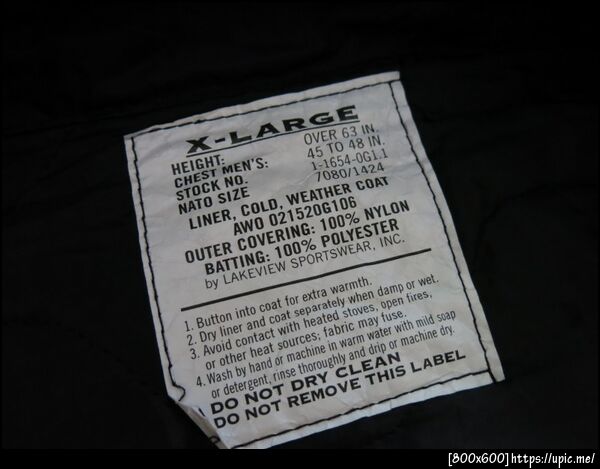 X-LARGE
HEIGHT: OVER 63 IN.
CHEST MEN'S: 45 TO 48 IN.
STOCK NO. 1-1654-0G1.1
NATO SIZE 7080/1424
LINER, COLD, WEATHER COAT
AWO 021520G106
OUTER COVERING: 100% NYLON
BATTING: 100% POLYESTER
by LAKEVIEW SPORTSWEAR, INC.
1. Button into coat for extra warmth.
2. Dry liner and coat separately when damp or wet.
3. Avoid contact with heated stoves, open fires,
or other heat sources; fabric may fuse.
4. Wash by hand or machine in warm water with mild soap
or detergent, rinse thoroughly and drip or machine dry.
DO NOT DRY CLEAN
DO NOT REMOVE THIS LABEL
[800x600]https://upic.me/